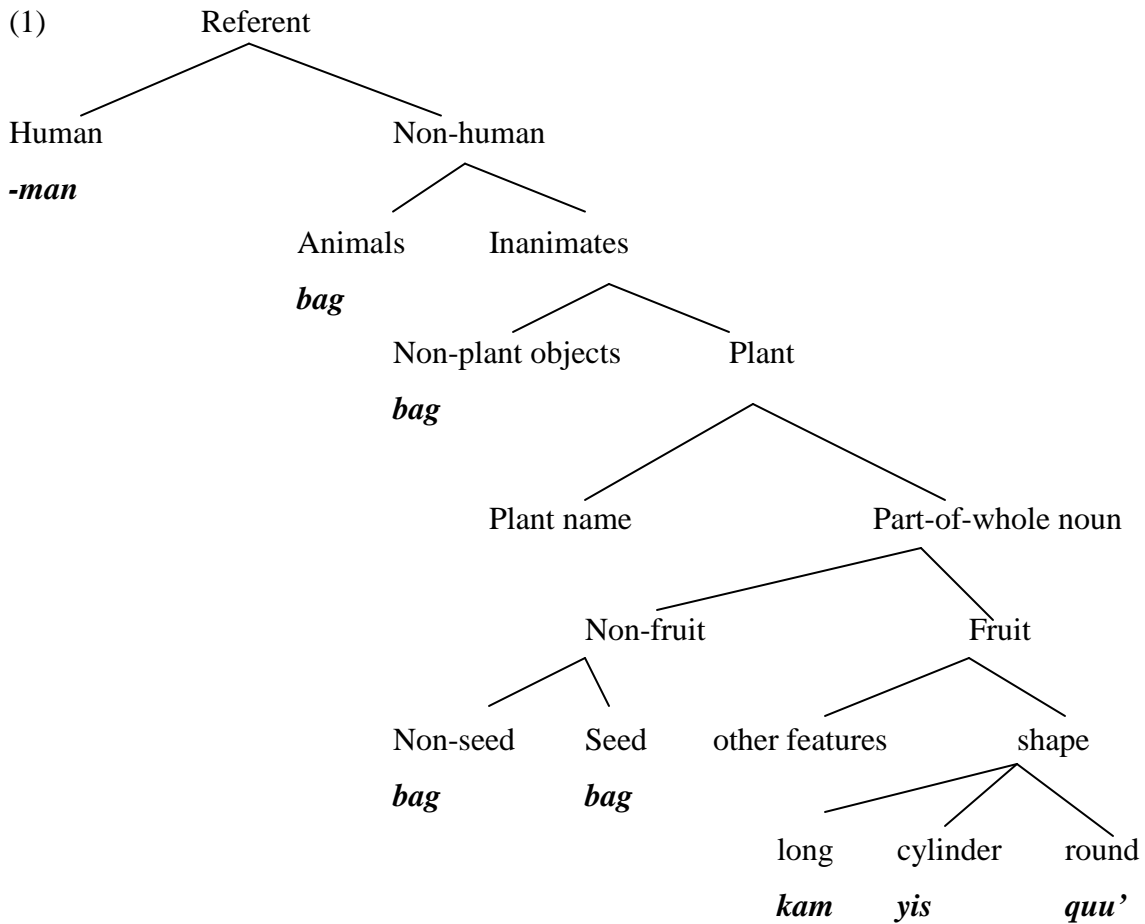 (1) Referent
Human Non-human
-man
Animals Inanimates
bag
Non-plant objects Plant
bag
Plant name Part-of-whole noun
Non-fruit Fruit
Non-seed Seed other features shape
bag bag
long cylinder round
kam yis quu’